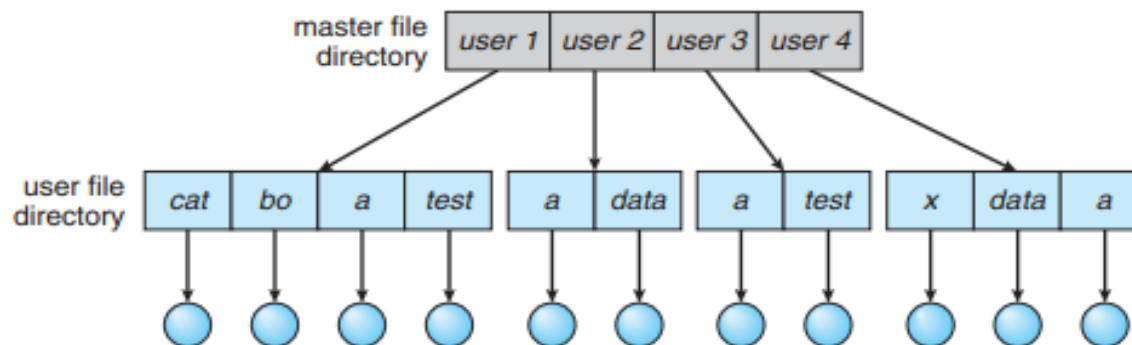 master file
directory
user 1 user 2 user 3 user 4
user file
directory
cat bo a test a data a test x data a